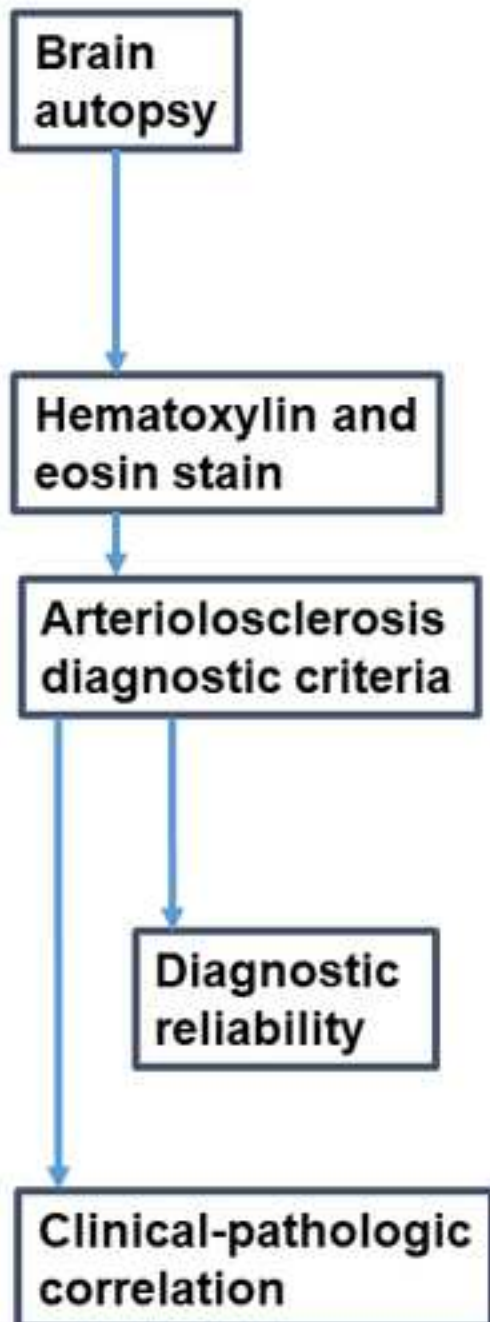 Brain
autopsy
Hematoxylin and
eosin stain
Arteriolosclerosis
diagnostic criteria
Diagnostic
reliability
Clinical-pathologic
correlation